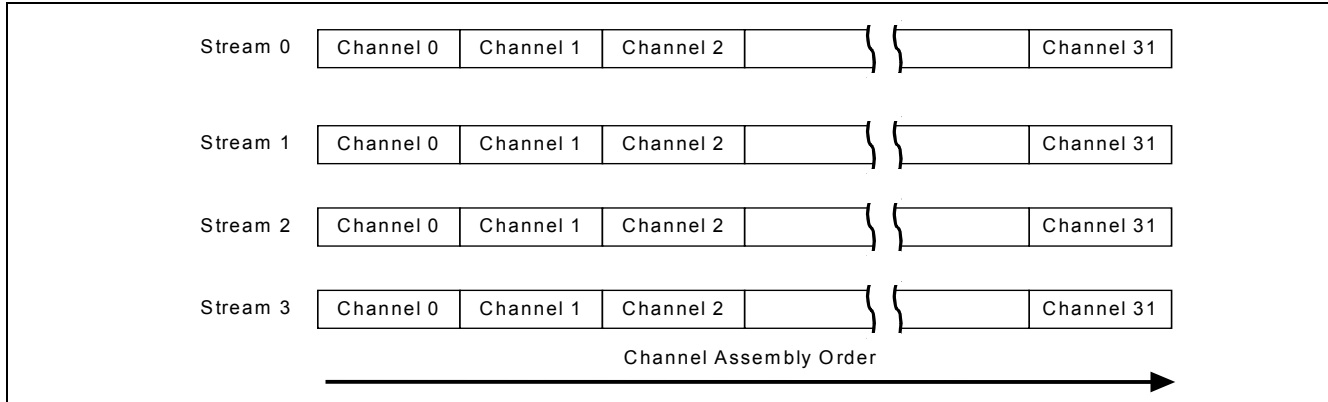 Stream 0 Channel 0 Channel 1 Channel 2 Channel 31
Stream 1 Channel 0 Channel 1 Channel 2 Channel 31
Stream 2 Channel 0 Channel 1 Channel 2 Channel 31
Stream 3 Channel 0 Channel 1 Channel 2 Channel 31
Channel Assembly Order